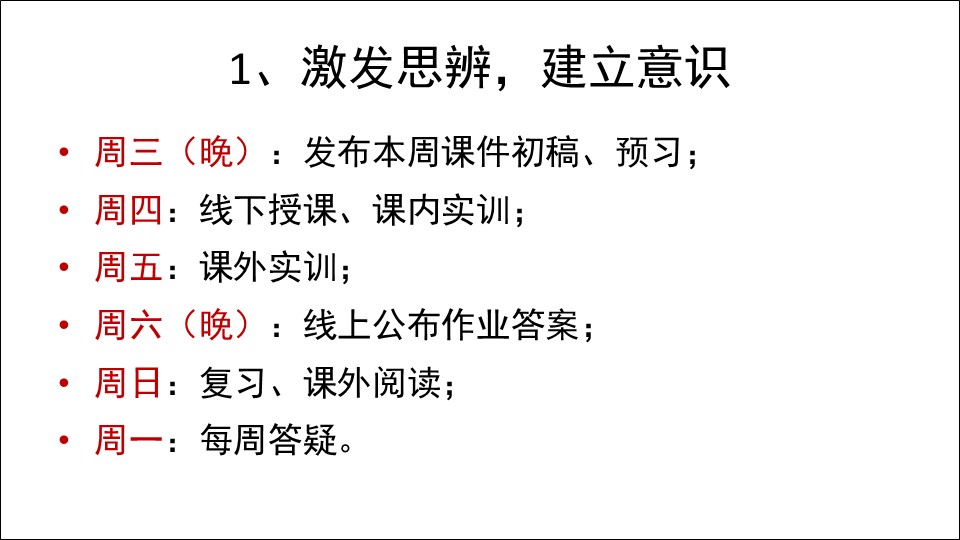 1、激发思辨，建立意识
• 周三（晚）：发布本周课件初稿、预习；
• 周四：线下授课、课内实训；
• 周五：课外实训；
• 周六（晚）：线上公布作业答案；
• 周日：复习、课外阅读；
• 周一：每周答疑。